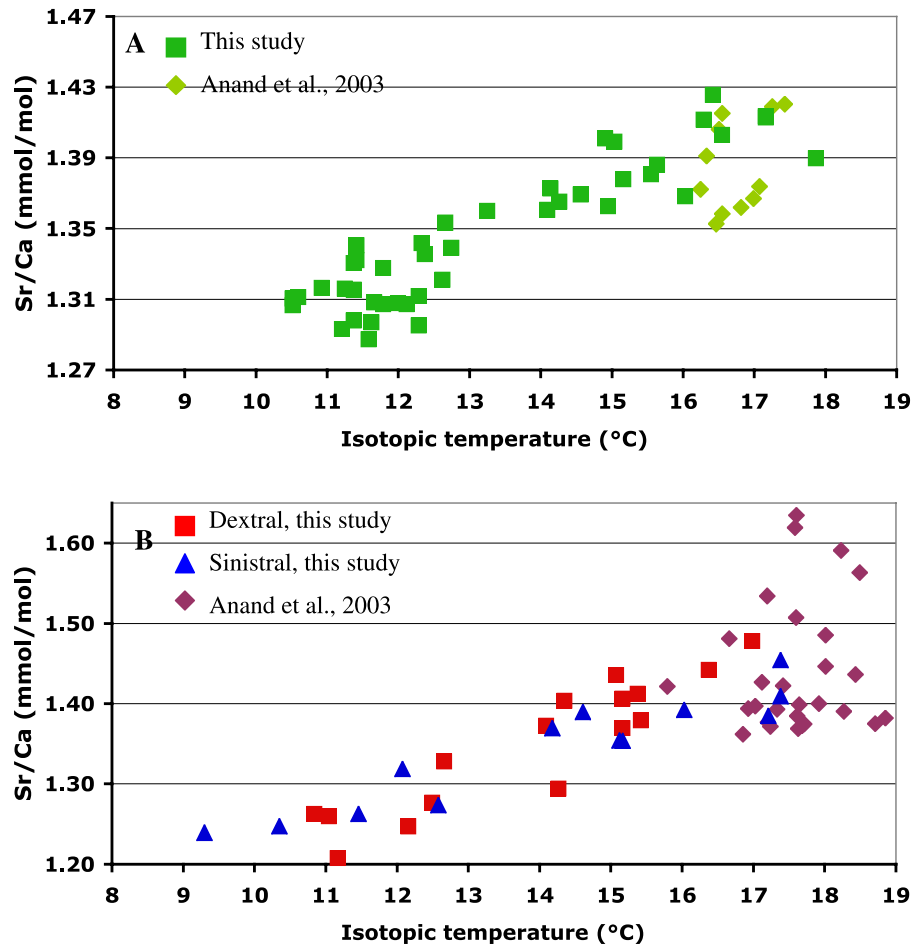 1.47
A
This study
Anand et al., 2003
1.43
1.39
1.35
1.31
1.27
Sr/Ca (mmol/mol)
8 9 10 11 12 13 14 15 16 17 18 19
Isotopic temperature (°C)
B
Dextral, this study
Sinistral, this study
Anand et al., 2003
1.60
1.50
1.40
1.30
1.20
Sr/Ca (mmol/mol)
8 9 10 11 12 13 14 15 16 17 18 19
Isotopic temperature (°C)